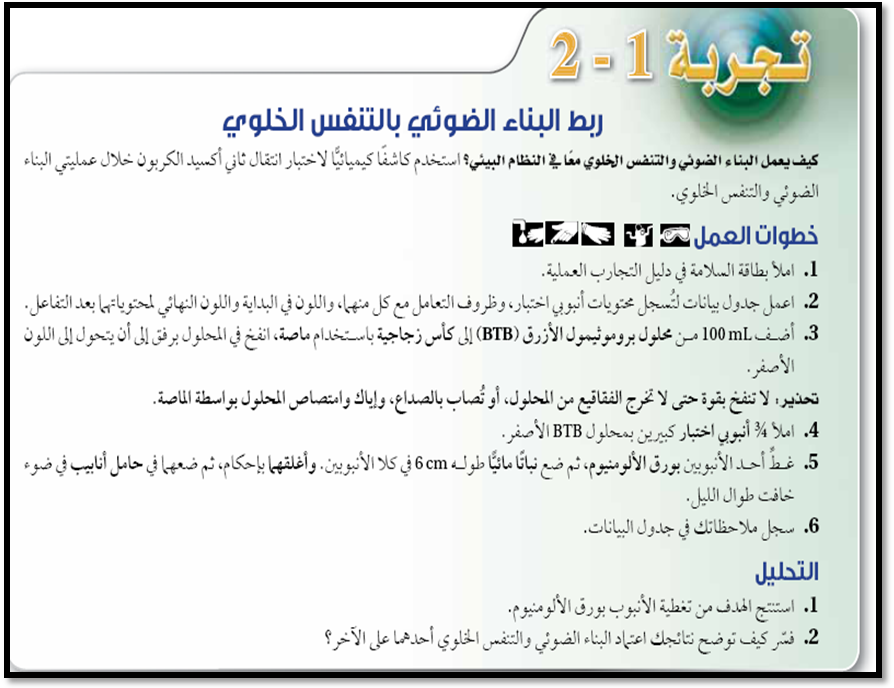 تجربة 1 - 2
ربط البناء الضوئي بالتنفس الخلوي
كيف يعمل البناء الضوئي والتنفس الخلوي معًا في النظام البيئي؟ استخدم كاشفًا كيميائيًّا لاختبار انتقال ثاني أكسيد الكربون خلال عمليتي البناء
الضوئي والتنفس الخلوي.
خطوات العمل
1. املأ بطاقة السلامة في دليل التجارب العملية.
2. اعمل جدول بيانات لتُسجل محتويات أنبوبي اختبار، وظروف التعامل مع كل منهما، واللون في البداية واللون النهائي لمحتوياتهما بعد التفاعل.
3. أضـف 100 mL مـن محلول بروموثيمول الأزرق (BTB) إلى كأس زجاجية باسـتخدام ماصة، انفخ في المحلول برفق إلى أن يتحول إلى اللون
الأصفر.
تحذير: لا تنفخ بقوة حتى لا تخرج الفقاقيع من المحلول، أو تُصاب بالصداع، وإياك وامتصاص المحلول بواسطة الماصة.
4. املأ ¾ أنبوبي اختبار كبيرين بمحلول BTB الأصفر.
5. غـطِّ أحـد الأنبوبين بورق الألومنيوم، ثم ضع نباتًا مائيًّا طولـه 6 cm في كلا الأنبوبين. وأغلقهما بإحكام، ثم ضعهما في حامل أنابيب في ضوء
خافت طوال الليل.
6. سجل ملاحظاتك في جدول البيانات.
التحليل
1. استنتج الهدف من تغطية الأنبوب بورق الألومنيوم.
2. فسّر كيف توضح نتائجك اعتماد البناء الضوئي والتنفس الخلوي أحدهما على الآخر؟